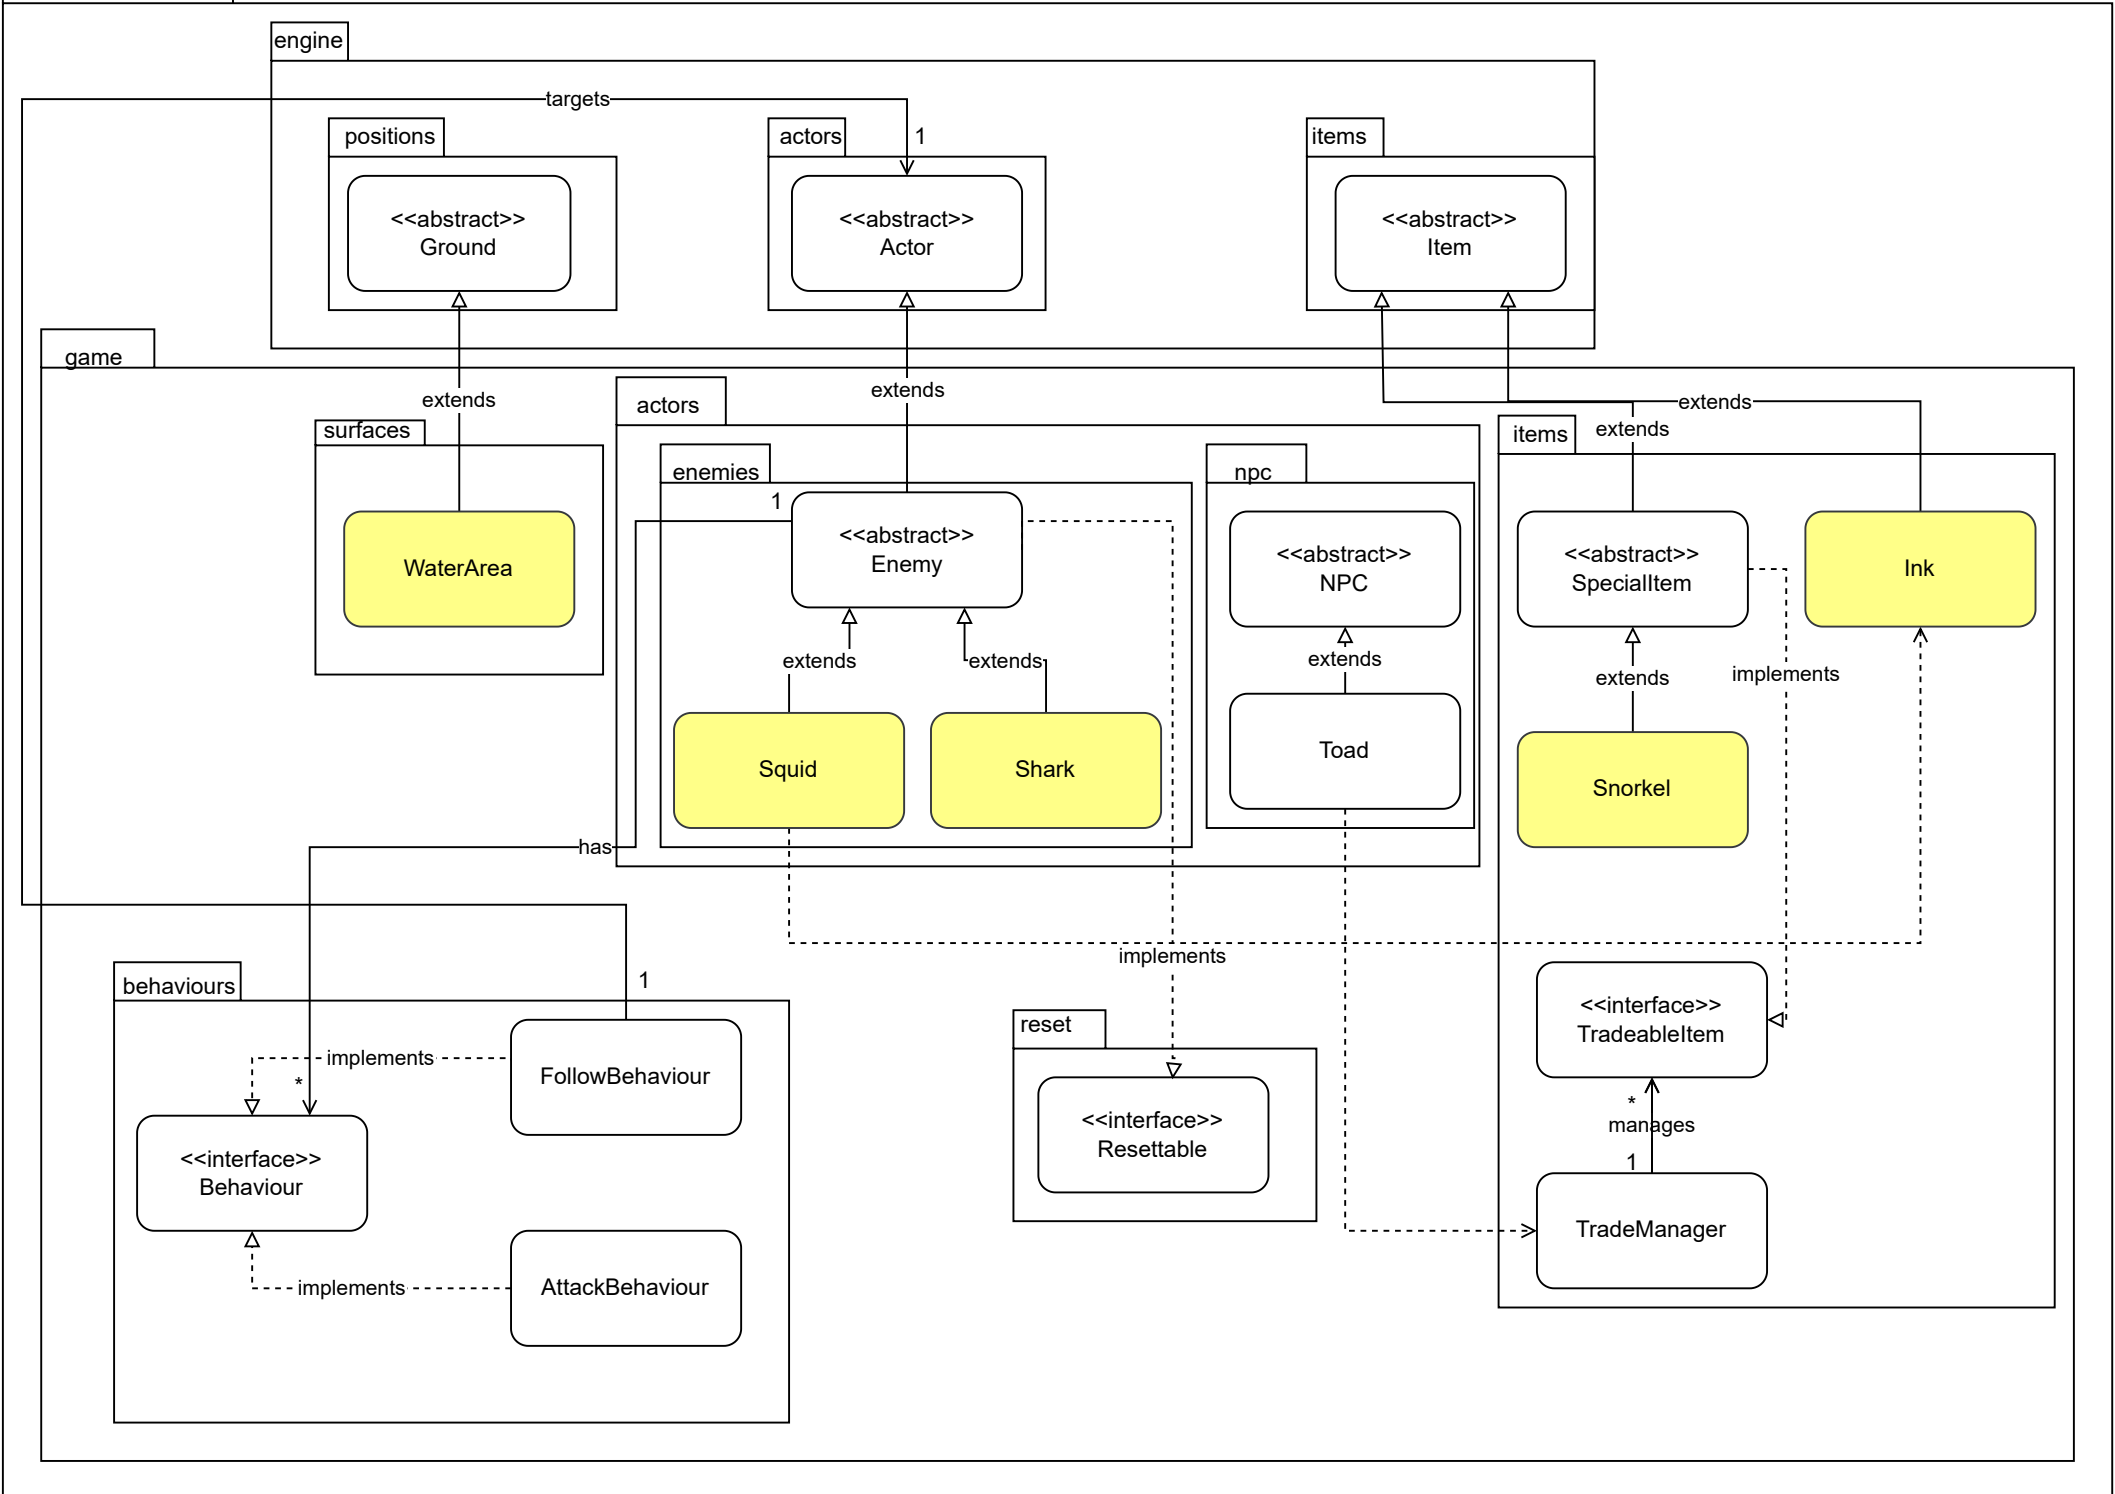 engine
targets
positions
actors
1
items
<<abstract>>
Ground
<<abstract>>
Actor
<<abstract>>
Item
game
extends
extends
extends
extends
surfaces
actors
items
enemies
npc
1
WaterArea
<<abstract>>
Enemy
<<abstract>>
NPC
<<abstract>>
SpecialItem
Ink
extends
extends
extends
extends
implements
Squid
Shark
Toad
Snorkel
has
implements
behaviours
1
implements
*
FollowBehaviour
<<interface>>
Behaviour
implements
AttackBehaviour
reset
<<interface>>
Resettable
<<interface>>
TradeableItem
*
manages
1
TradeManager